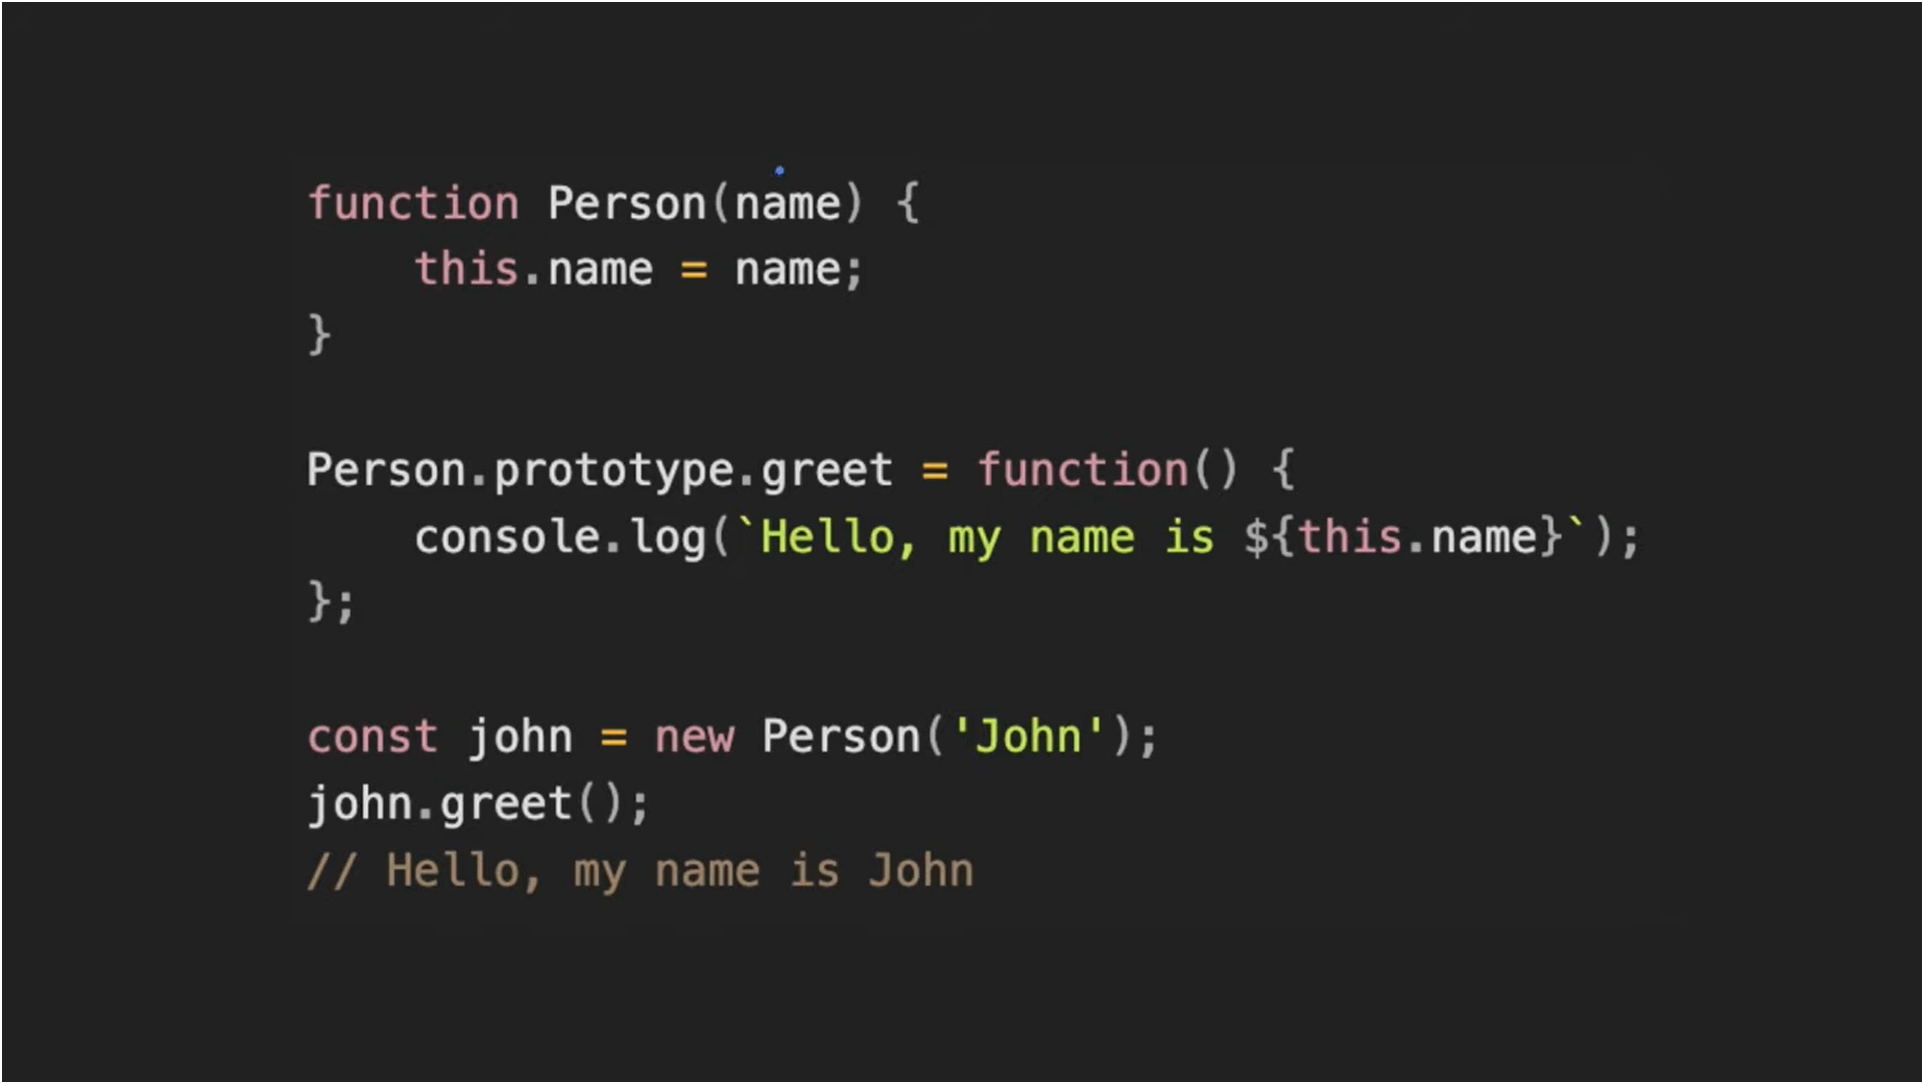 function Person(name) {
    this.name = name;
}
Person.prototype.greet = function() {
    console.log(`Hello, my name is ${this.name}`);
};
const john = new Person('John');
john.greet();
// Hello, my name is John